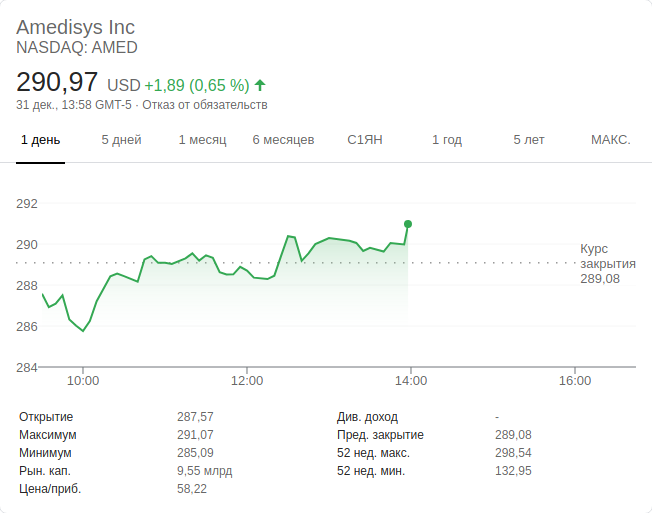 Amedisys Inc
NASDAQ: AMED
290,97 USD +1,89 (0,65 %)
31 дек., 13:58 GMT-5 · Отказ от обязательств
1 день 5 дней 1 месяц 6 месяцев С1ЯН 1 год 5 лет МАКС.
292
290
288
286
284
Курс
закрытия
289,08
10:00 12:00 14:00 16:00
Открытие 287,57 Див. доход -
Максимум 291,07 Пред. закрытие 289,08
Минимум 285,09 52 нед. макс. 298,54
Рын. кап. 9,55 млрд 52 нед. мин. 132,95
Цена/приб. 58,22